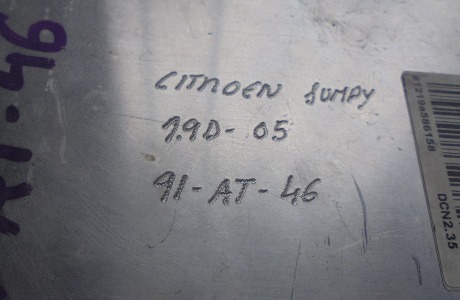 CITROEN JUMPY
1.9D- 05
91-AT-46
DCN2.35